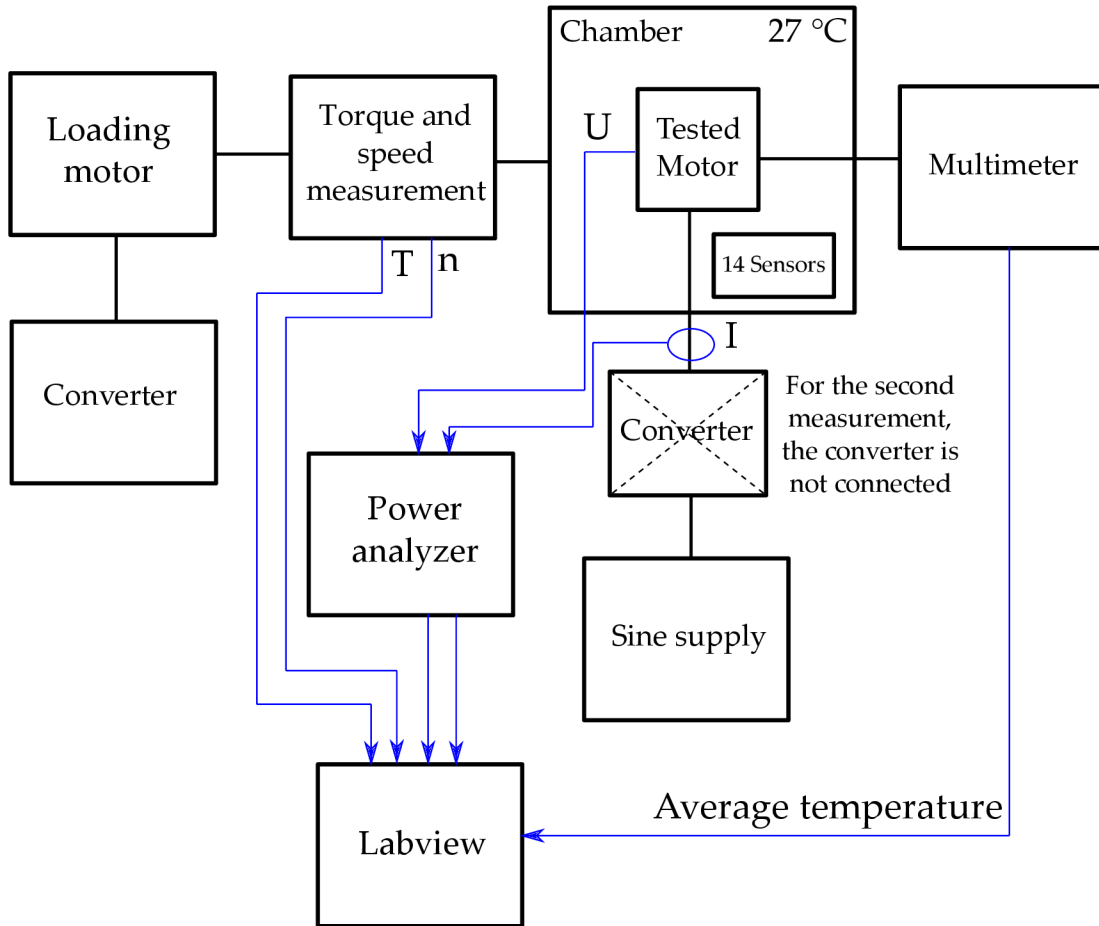 Chamber 27 °C
Loading
motor
Torque and
speed
measurement
U
Tested
Motor
Multimeter
14 Sensors
T n
I
Converter
Converter
For the second
measurement,
the converter is
not connected
Power
analyzer
Sine supply
Average temperature
Labview